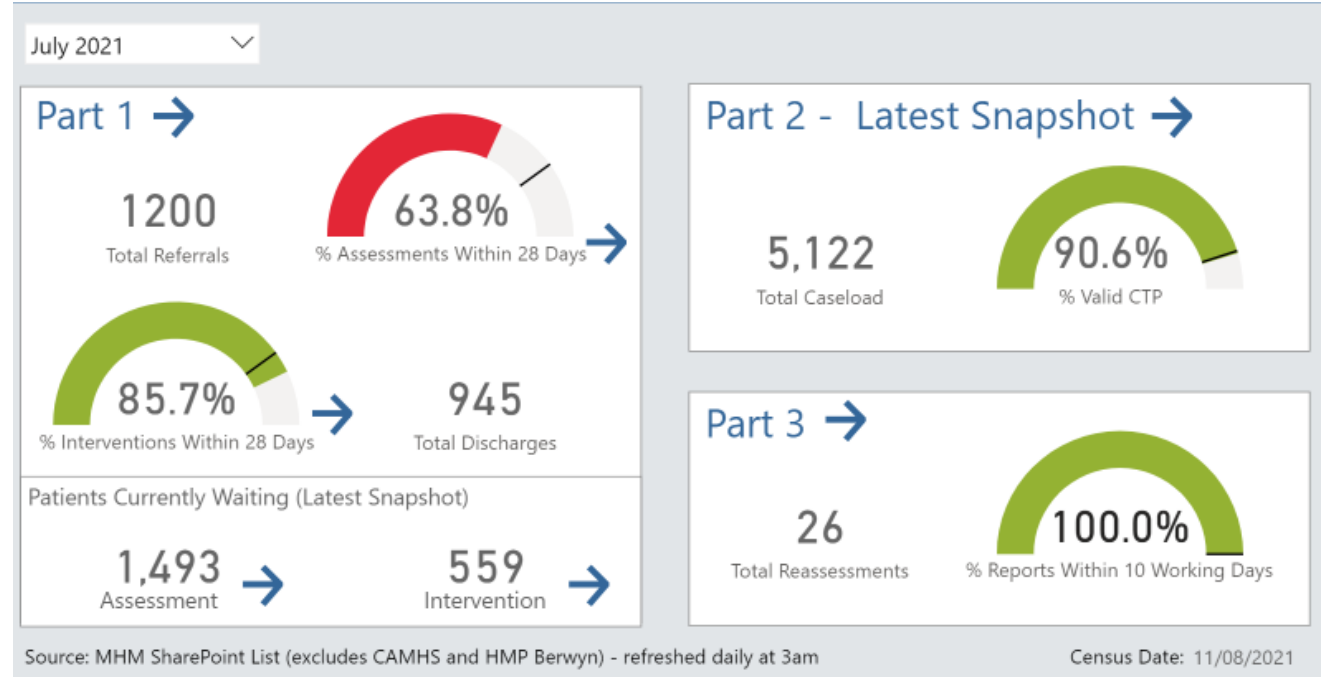 July 2021
Part 1
1200
Total Referrals
63.8%
% Assessments Within 28 Days
85.7%
% Interventions Within 28 Days
945
Total Discharges
Patients Currently Waiting (Latest Snapshot)
1,493
Assessment
559
Intervention
Part 2 - Latest Snapshot
5,122
Total Caseload
90.6%
% Valid CTP
Part 3
26
Total Reassessments
100.0%
% Reports Within 10 Working Days
Source: MHM SharePoint List (excludes CAMHS and HMP Berwyn) - refreshed daily at 3am
Census Date: 11/08/2021